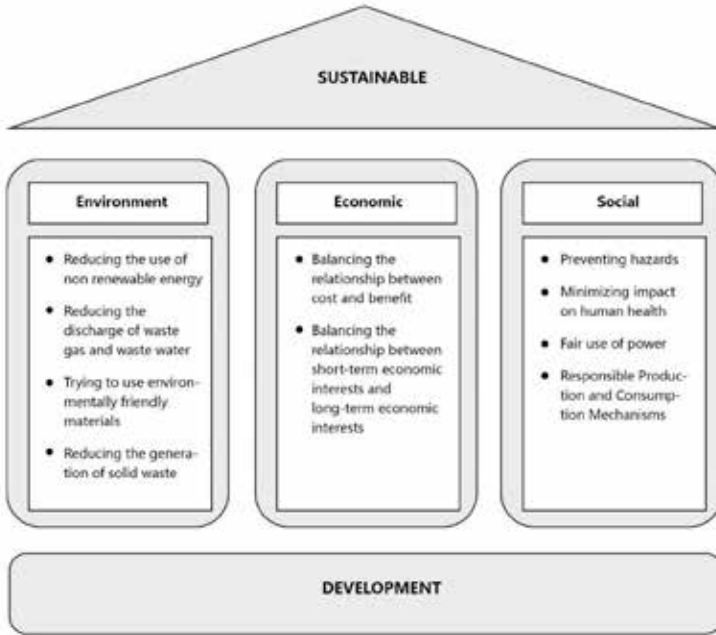 SUSTAINABLE
Environment
Reducing the use of
non renewable energy
Reducing the
discharge of waste
gas and waste water
Trying to use environ-
mentally friendly
materials
Reducing the genera-
tion of solid waste
Economic
Balancing the
relationship between
cost and benefit
Balancing the
relationship between
short-term economic
interests and
long-term economic
interests
Social
Preventing hazards
Minimizing impact
on human health
Fair use of power
Responsible Produc-
tion and Consump-
tion Mechanisms
DEVELOPMENT